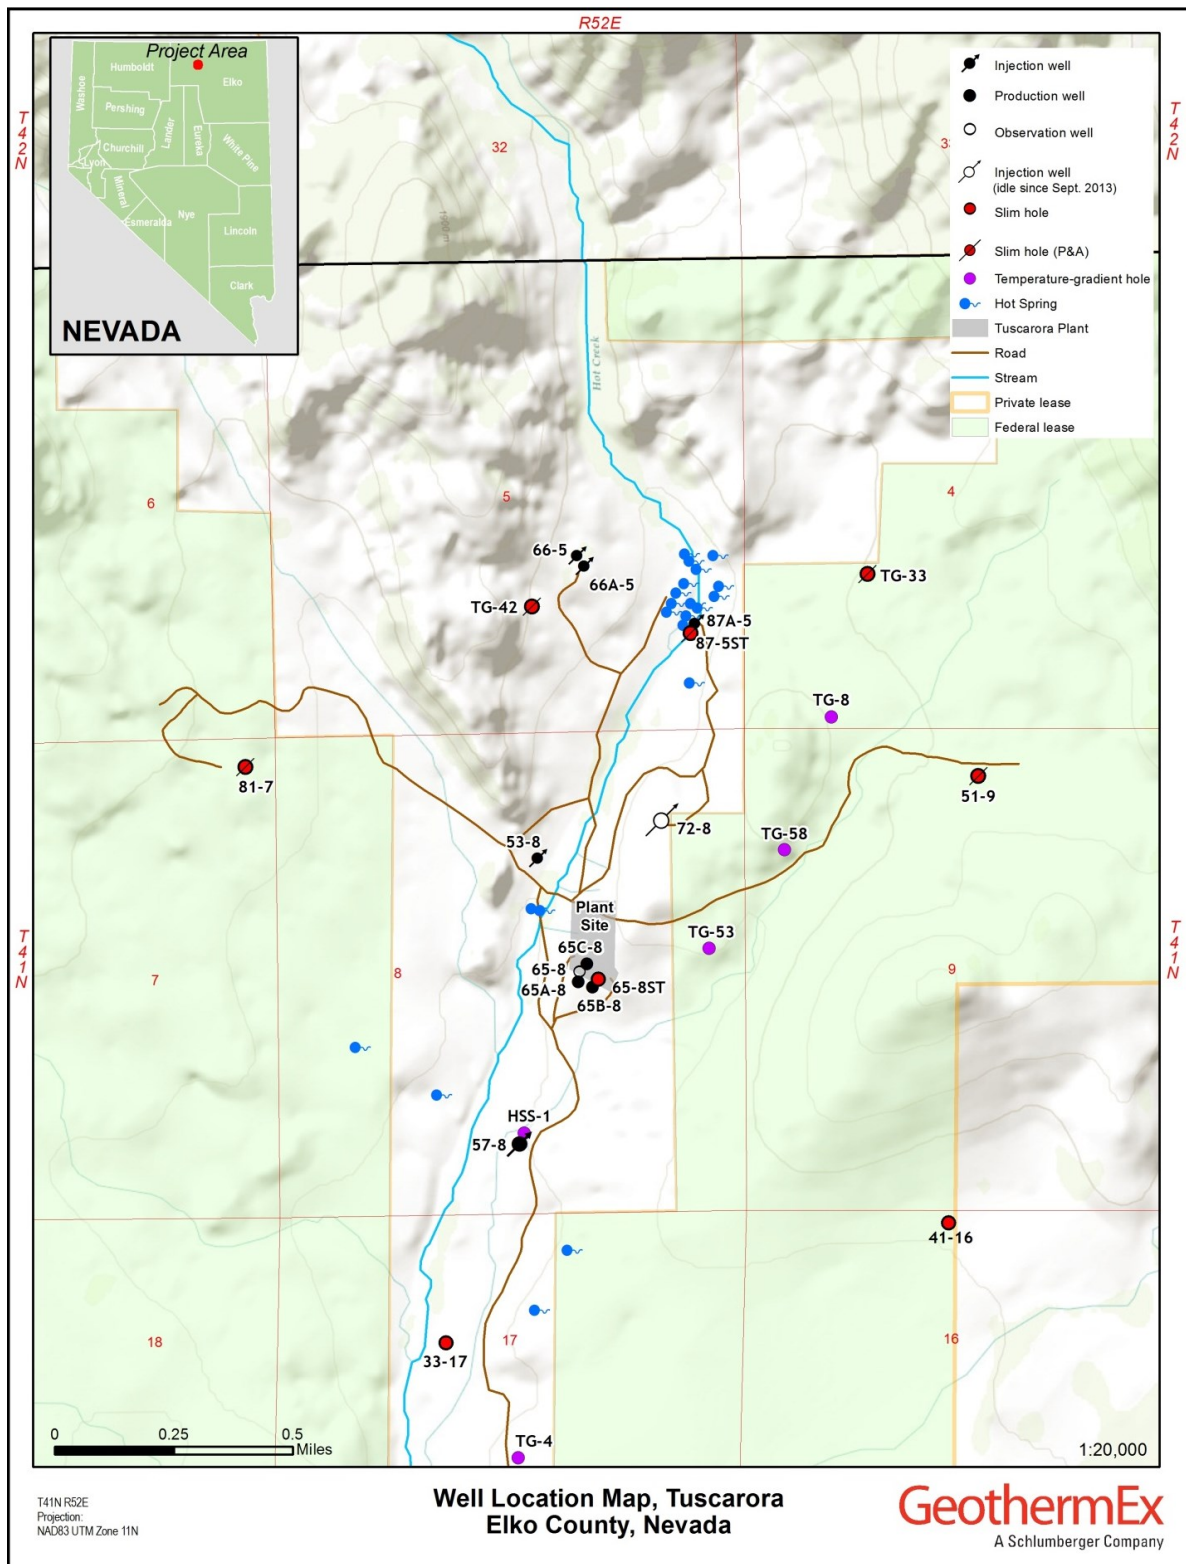 R52E
Project Area
Humboldt
Elko
Washoe
Pershing
Lander
Eureka
White Pine
Churchill
Lyon
Mineral
Nye
Esmeralda
Lincoln
Clark
NEVADA
T42N
T42N
Injection well
Production well
Observation well
Injection well
(idle since Sept. 2013)
Slim hole
Slim hole (P&A)
Temperature-gradient hole
Hot Spring
Tuscarora Plant
Road
Stream
Private lease
Federal lease
32
Hot Creek
6
5
4
66-5
66A-5
TG-42
TG-33
87A-5
87-5ST
TG-8
81-7
51-9
72-8
53-8
TG-58
Plant
Site
TG-53
65C-8
65-8
65A-8
65-8ST
65B-8
T41N
T41N
7
8
9
HSS-1
57-8
41-16
18
17
16
33-17
TG-4
0 0.25 0.5
Miles
1:20,000
T41N R52E
Projection:
NAD83 UTM Zone 11N
Well Location Map, Tuscarora
Elko County, Nevada
GeothermEx
A Schlumberger Company